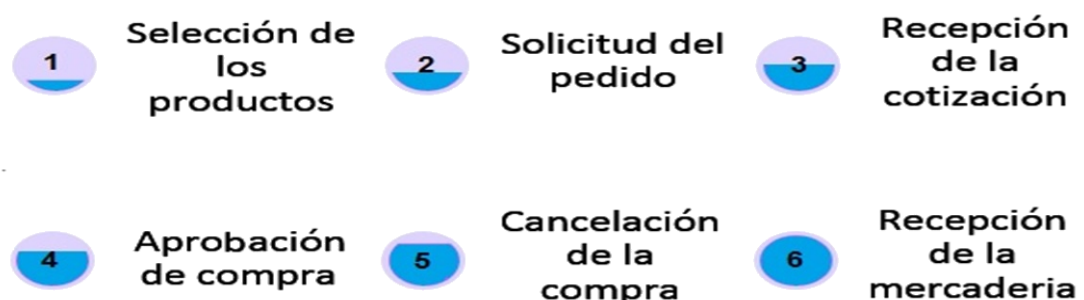 1
Selección de
los
productos
2
Solicitud del
pedido
3
Recepción
de la
cotización
4
Aprobación
de compra
5
Cancelación
de la
compra
6
Recepción
de la
mercaderia